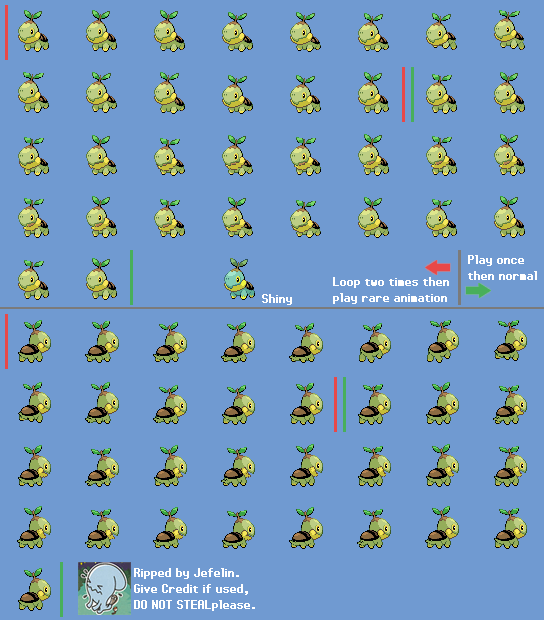 Play once
then normal
Loop two times then
play rare animation
Shiny
Ripped by Jefelin.
Give Credit if used,
DO NOT STEALplease.